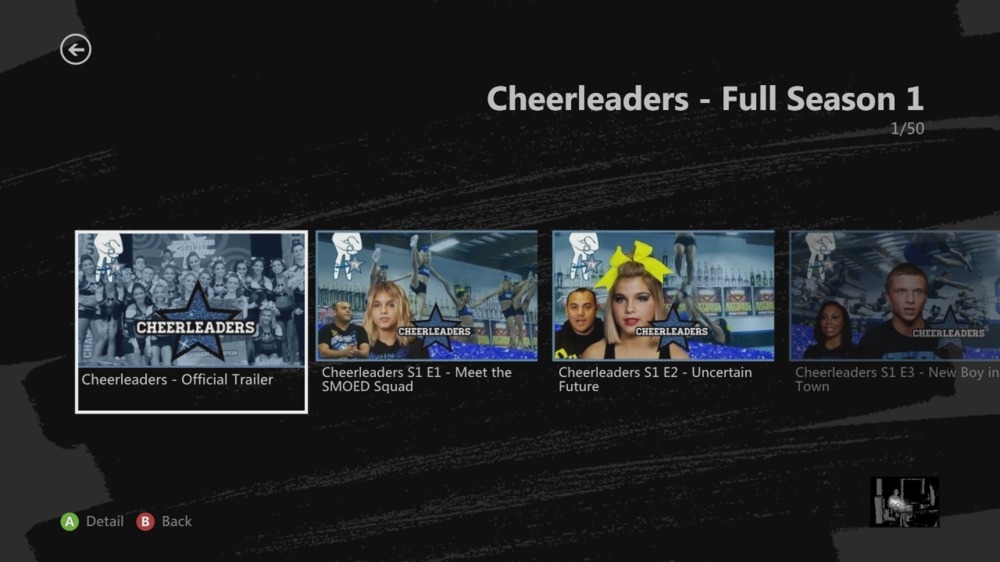 Cheerleaders - Full Season 1
1/50
CHEERLEADERS
CHEERLEADERS
CHEERLEADERS
CHEERLEADERS
Cheerleaders - Official Trailer
Cheerleaders S1 E1 - Meet the
SMOED Squad
Cheerleaders S1 E2 - Uncertain
Future
Cheerleaders S1 E3 - New Boy in
Town
A Detail B Back